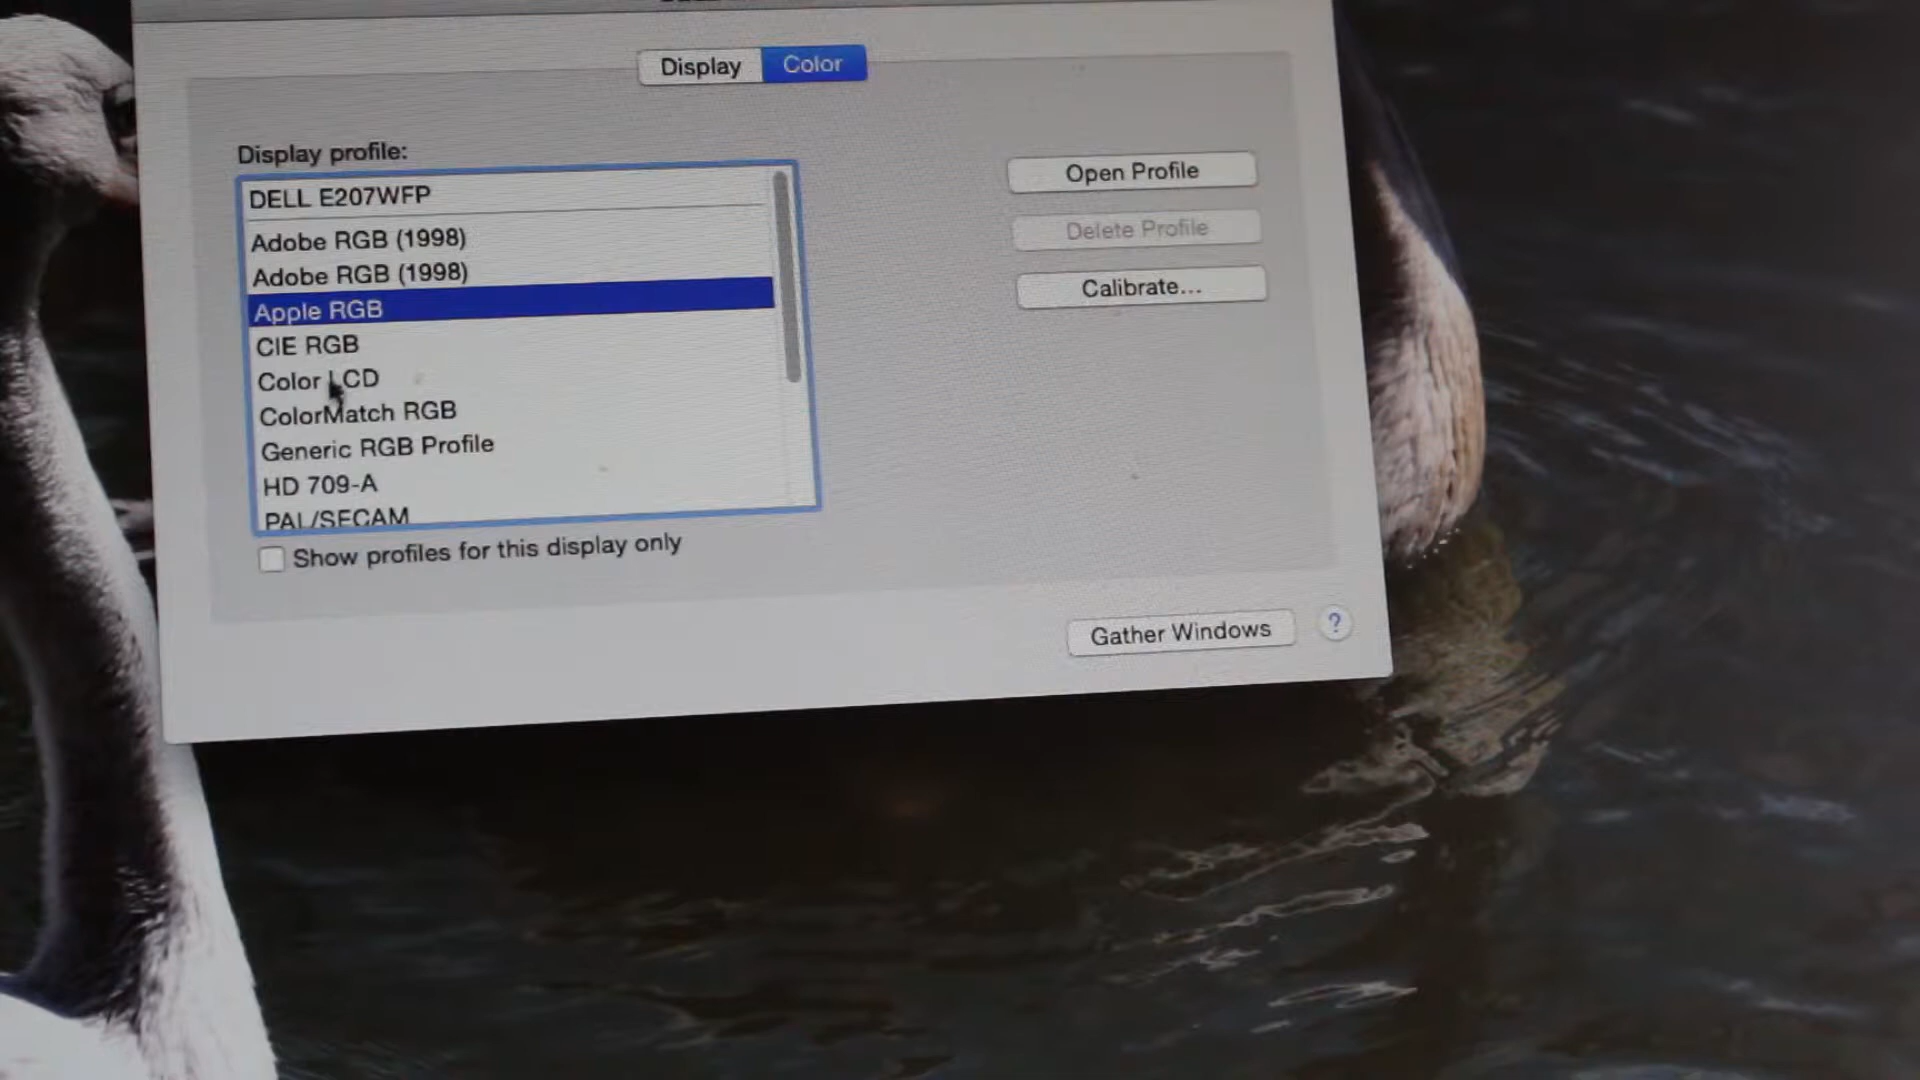 Display Color
Display profile:
DELL E207WFP
Adobe RGB (1998)
Adobe RGB (1998)
Apple RGB
CIE RGB
Color LCD
ColorMatch RGB
Generic RGB Profile
HD 709-A
PAL/SECAM
Show profiles for this display only
Open Profile
Delete Profile
Calibrate...
Gather Windows ?